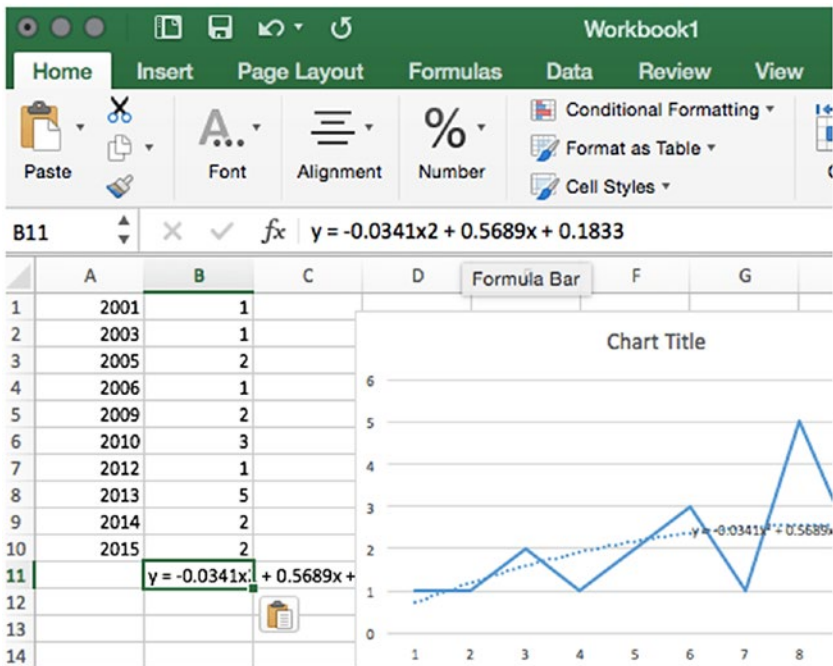 Workbook1
Home Insert Page Layout Formulas Data Review View
Conditional Formatting
A...
%
Format as Table
Paste Font Alignment Number
Cell Styles
B11 fx y = -0.0341x2 + 0.5689x + 0.1833
A B C D F G
Formula Bar
1 2001 1
2 2003 1
3 2005 2
4 2006 1
5 2009 2
6 2010 3
7 2012 1
8 2013 5
9 2014 2
10 2015 2
11 y = -0.0341x + 0.5689x +
12
13
14
Chart Title
6
5
4
3
y = -0.0341x² + 0.5689x
2
1
0
1 2 3 4 5 6 7 8